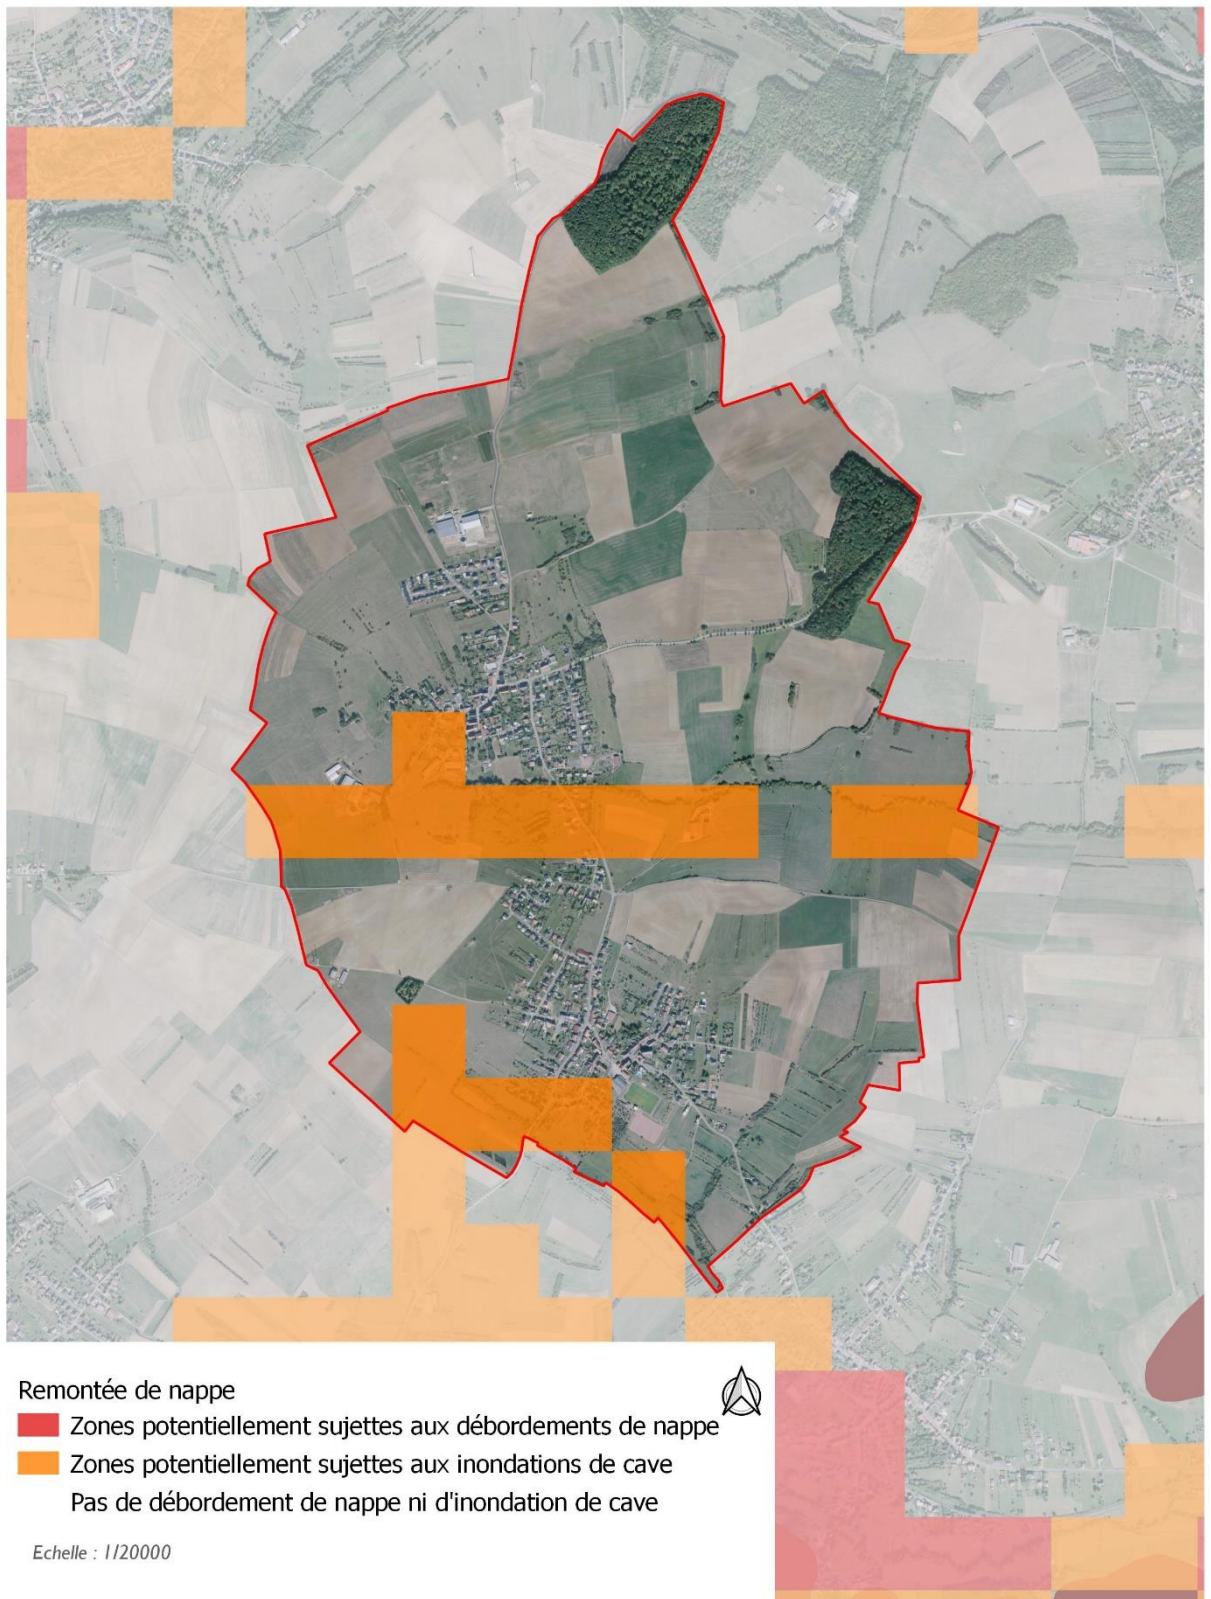 Remontée de nappe
Zones potentiellement sujettes aux débordements de nappe
Zones potentiellement sujettes aux inondations de cave
Pas de débordement de nappe ni d'inondation de cave
Echelle : 1/20000